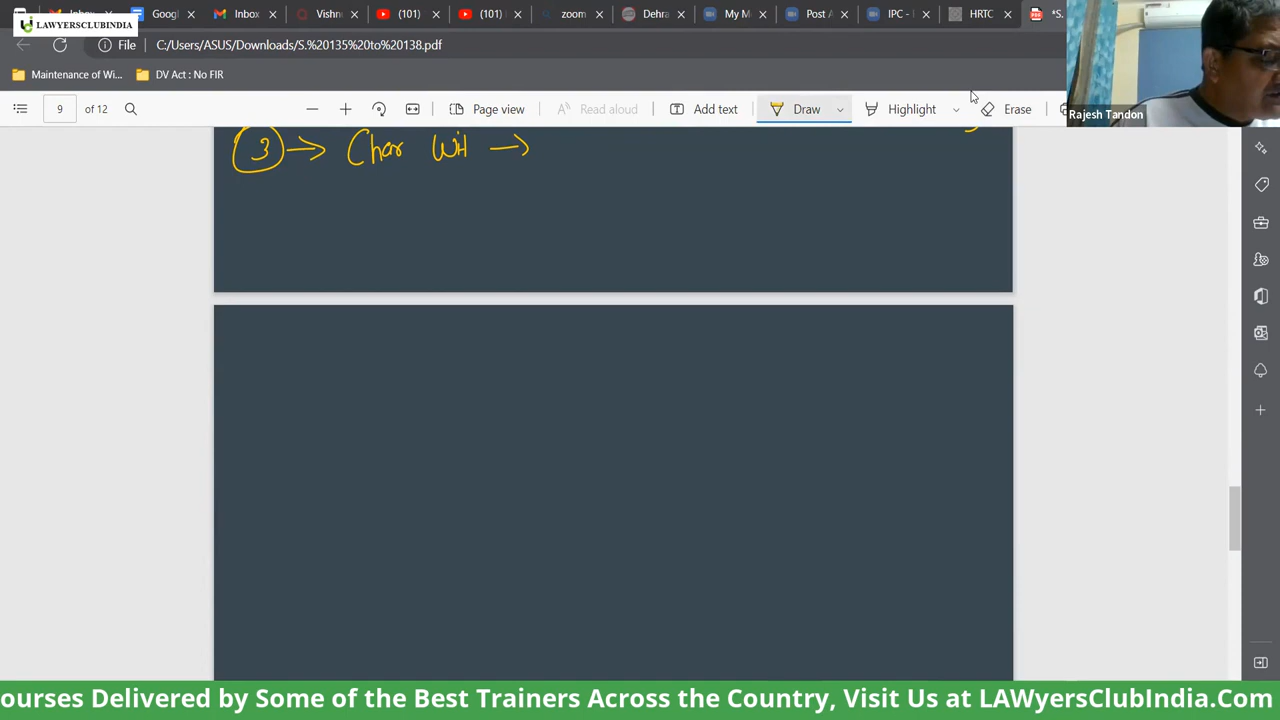 Inbox
Googl
Inbox
Vishn
(101)
(101)
nom
Dehra
My M
HRTC
*S.
LAWYERSCLUBINDIA
File
C:/Users/ASUS/Downloads/S.%20135%20to%20138.pdf
Maintenance of Wi...
DV Act : No FIR
9 of 12
Page view
Read aloud
Add text
Draw
Highlight
Erase
Rajesh Tandon
3 → Char Wit →
ourses Delivered by Some of the Best Trainers Across the Country, Visit Us at LAWyersClubIndia.Com